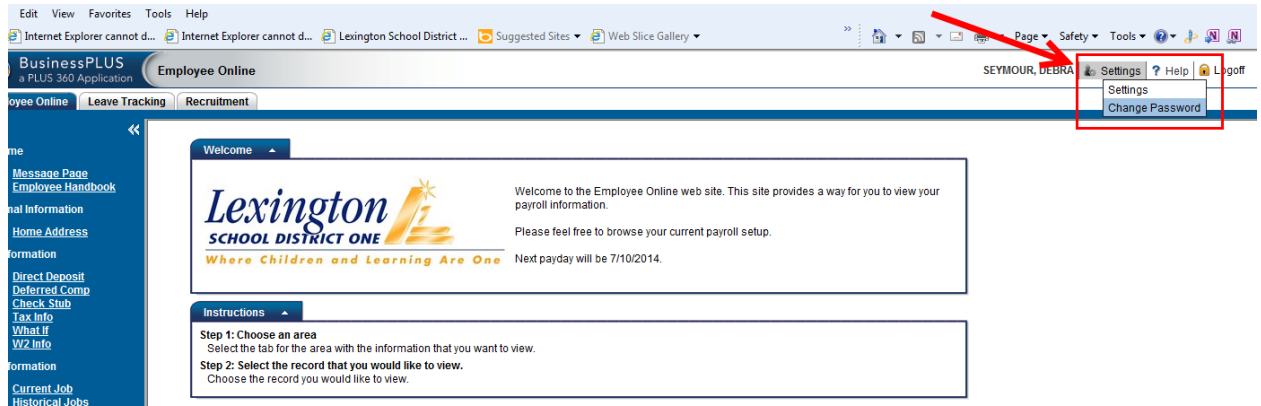 Edit View Favorites Tools Help
Internet Explorer cannot d... Internet Explorer cannot d... Lexington School District ... Suggested Sites Web Slice Gallery » Page Safety Tools
BusinessPLUS
a PLUS 360 Application
Employee Online
SEYMOUR, DEBRA Settings ? Help Logoff
Settings
Change Password
oyee Online Leave Tracking Recruitment
«
me
Message Page
Employee Handbook
nal Information
Home Address
formation
Direct Deposit
Deferred Comp
Check Stub
Tax Info
What If
W2 Info
formation
Current Job
Historical Jobs
Welcome
Lexington
SCHOOL DISTRICT ONE
Where Children and Learning Are One
Welcome to the Employee Online web site. This site provides a way for you to view your
payroll information.
Please feel free to browse your current payroll setup.
Next payday will be 7/10/2014.
Instructions
Step 1: Choose an area
Select the tab for the area with the information that you want to view.
Step 2: Select the record that you would like to view.
Choose the record you would like to view.